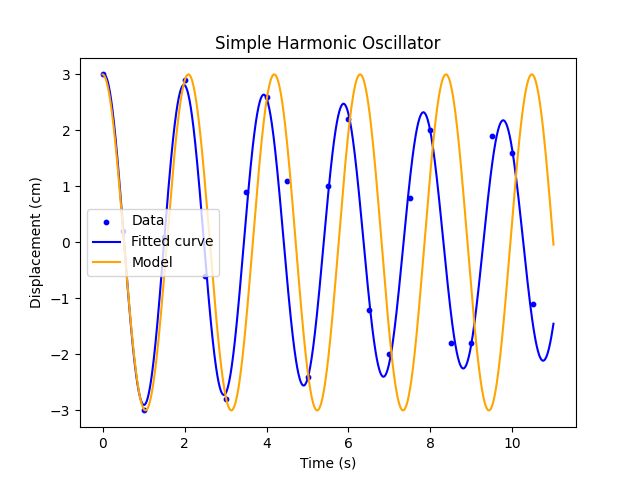 Simple Harmonic Oscillator
3
2
1
0
−1
−2
−3
Displacement (cm)
Data
Fitted curve
Model
0
2
4
6
8
10
Time (s)